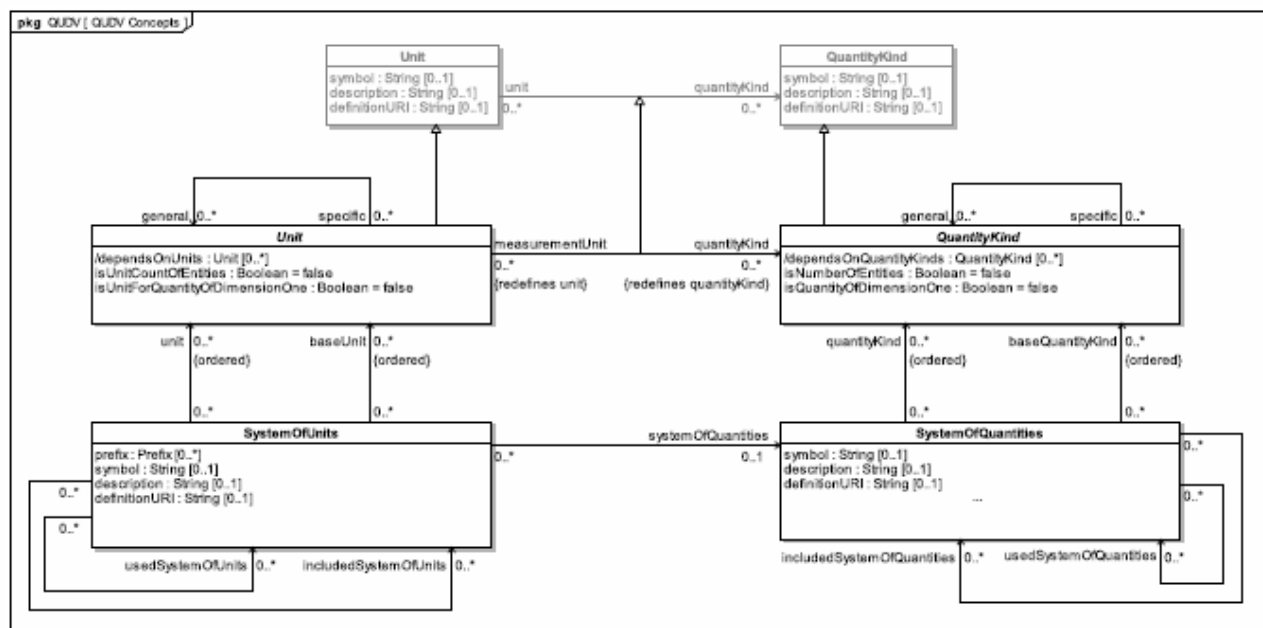 pkg QUDV [ QUDV Concepts ]
Unit
symbol : String [0..1]
description : String [0..1]
definitionURI : String [0..1]
unit
0..*
quantityKind
0..*
QuantityKind
symbol : String [0..1]
description : String [0..1]
definitionURI : String [0..1]
general 0..*
specific 0..*
Unit
/dependsOnUnits : Unit [0..*]
isUnitCountOfEntities : Boolean = false
isUnitForQuantityOfDimensionOne : Boolean = false
measurementUnit
0..*
{redefines unit}
quantityKind
0..*
{redefines quantityKind}
general 0..*
specific 0..*
QuantityKind
/dependsOnQuantityKinds : QuantityKind [0..*]
isNumberOfEntities : Boolean = false
isQuantityOfDimensionOne : Boolean = false
unit 0..*
{ordered}
baseUnit 0..*
{ordered}
quantityKind 0..*
{ordered}
baseQuantityKind 0..*
{ordered}
0..*
0..*
0..*
0..*
SystemOfUnits
prefix : Prefix [0..*]
symbol : String [0..1]
description : String [0..1]
definitionURI : String [0..1]
0..*
0..*
0..*
systemOfQuantities
0..1
SystemOfQuantities
symbol : String [0..1]
description : String [0..1]
definitionURI : String [0..1]
...
0..*
0..*
usedSystemOfUnits 0..*
includedSystemOfUnits 0..*
includedSystemOfQuantities 0..*
usedSystemOfQuantities 0..*